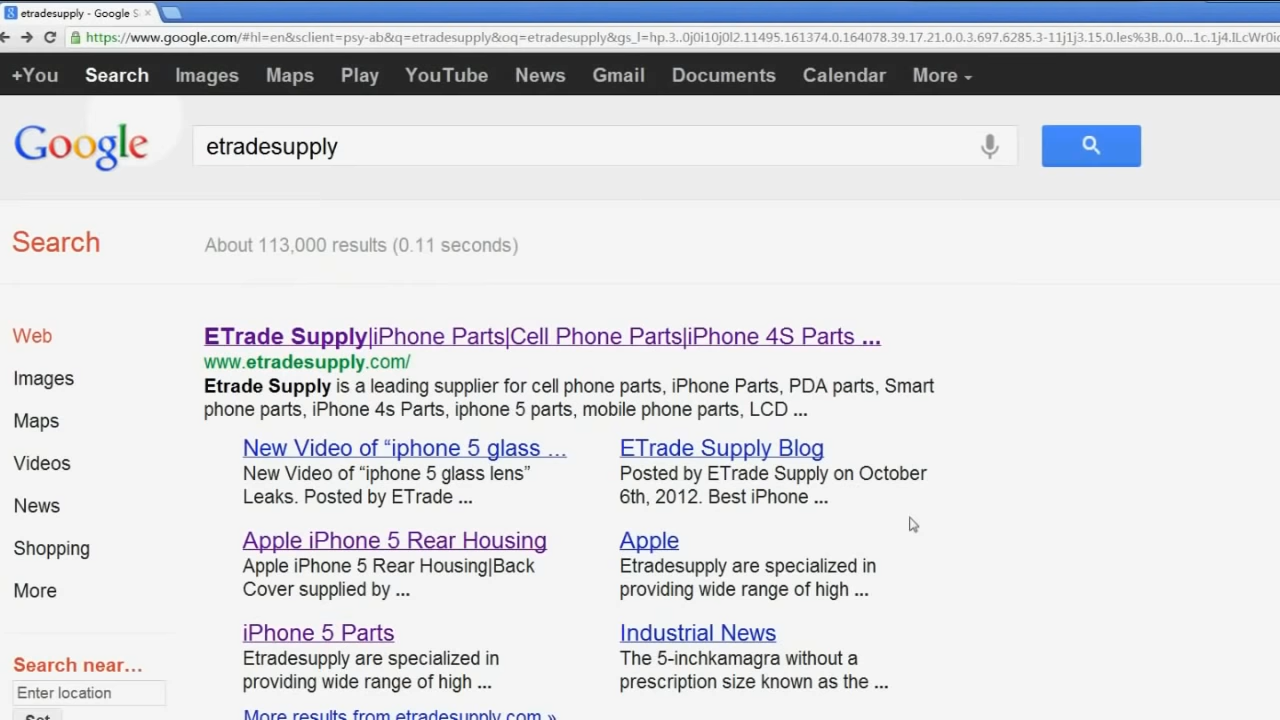 etradesupply - Google S
https://www.google.com/#hl=en&sclient=psy-ab&q=etradesupply&oq=etradesupply&gs_l=hp.3..0j0i10j0l2.11495.161374.0.164078.39.17.21.0.0.3.697.6285.3-11j1j3.15.0.les%3B..0.0...1c.1j4.ILcWr0io
+You Search Images Maps Play YouTube News Gmail Documents Calendar More
Google
etradesupply
Search
About 113,000 results (0.11 seconds)
Web
Images
Maps
Videos
News
Shopping
More
Search near...
Enter location
Set
ETrade Supply|iPhone Parts|Cell Phone Parts|iPhone 4S Parts ...
www.etradesupply.com/
Etrade Supply is a leading supplier for cell phone parts, iPhone Parts, PDA parts, Smart
phone parts, iPhone 4s Parts, iphone 5 parts, mobile phone parts, LCD ...
New Video of “iphone 5 glass ...
New Video of “iphone 5 glass lens”
Leaks. Posted by ETrade ...
ETrade Supply Blog
Posted by ETrade Supply on October
6th, 2012. Best iPhone ...
Apple iPhone 5 Rear Housing
Apple iPhone 5 Rear Housing|Back
Cover supplied by ...
Apple
Etradesupply are specialized in
providing wide range of high ...
iPhone 5 Parts
Etradesupply are specialized in
providing wide range of high ...
Industrial News
The 5-inchkamagra without a
prescription size known as the ...
More results from etradesupply.com »